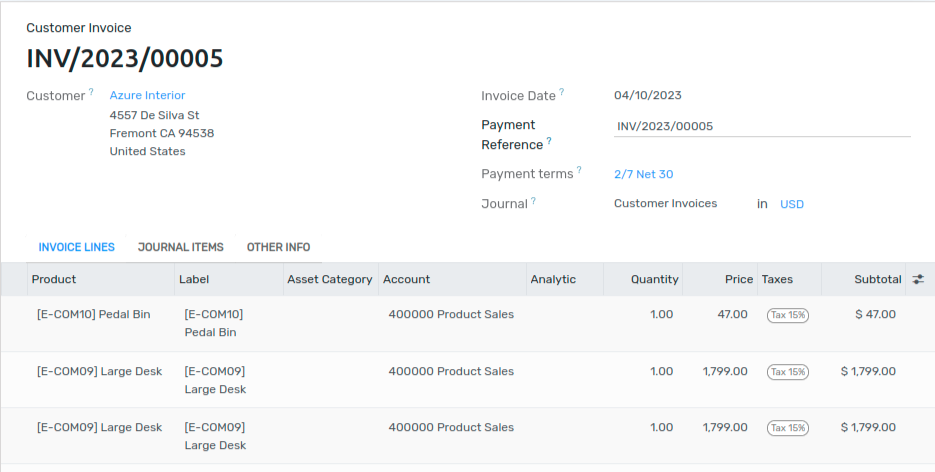 Customer Invoice
INV/2023/00005
Customer ? Azure Interior
4557 De Silva St
Fremont CA 94538
United States
Invoice Date ? 04/10/2023
Payment Reference ? INV/2023/00005
Payment terms ? 2/7 Net 30
Journal ? Customer Invoices in USD
INVOICE LINES JOURNAL ITEMS OTHER INFO
Product Label Asset Category Account Analytic Quantity Price Taxes Subtotal
[E-COM10] Pedal Bin [E-COM10] Pedal Bin 400000 Product Sales 1.00 47.00 Tax 15% $ 47.00
[E-COM09] Large Desk [E-COM09] Large Desk 400000 Product Sales 1.00 1,799.00 Tax 15% $ 1,799.00
[E-COM09] Large Desk [E-COM09] Large Desk 400000 Product Sales 1.00 1,799.00 Tax 15% $ 1,799.00